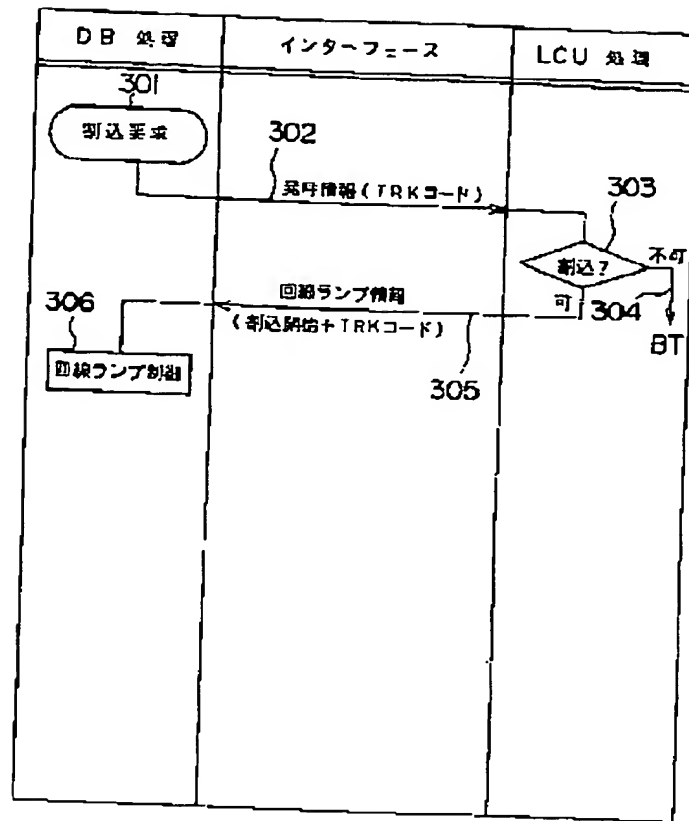 DB 処理
インターフェース
LCU 処理
301
割込要求
302
発呼情報(TRKコード)
303
割込?
不可
可
304
BT
回線ランプ情報
(割込開始+TRKコード)
305
306
回線ランプ制御